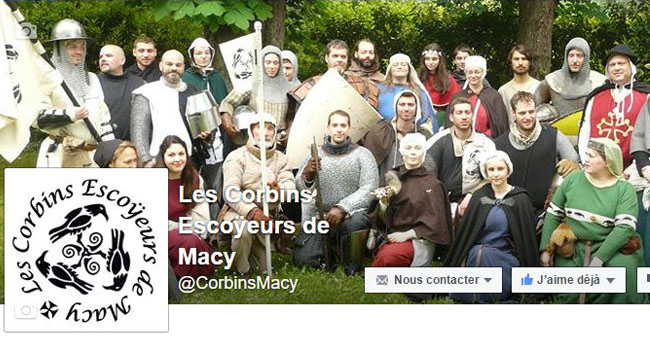 Les Corbins Escoÿeurs de Macy
Les Corbins
Escoyeurs de
Macy
@CorbinsMacy
Nous contacter
J'aime déjà